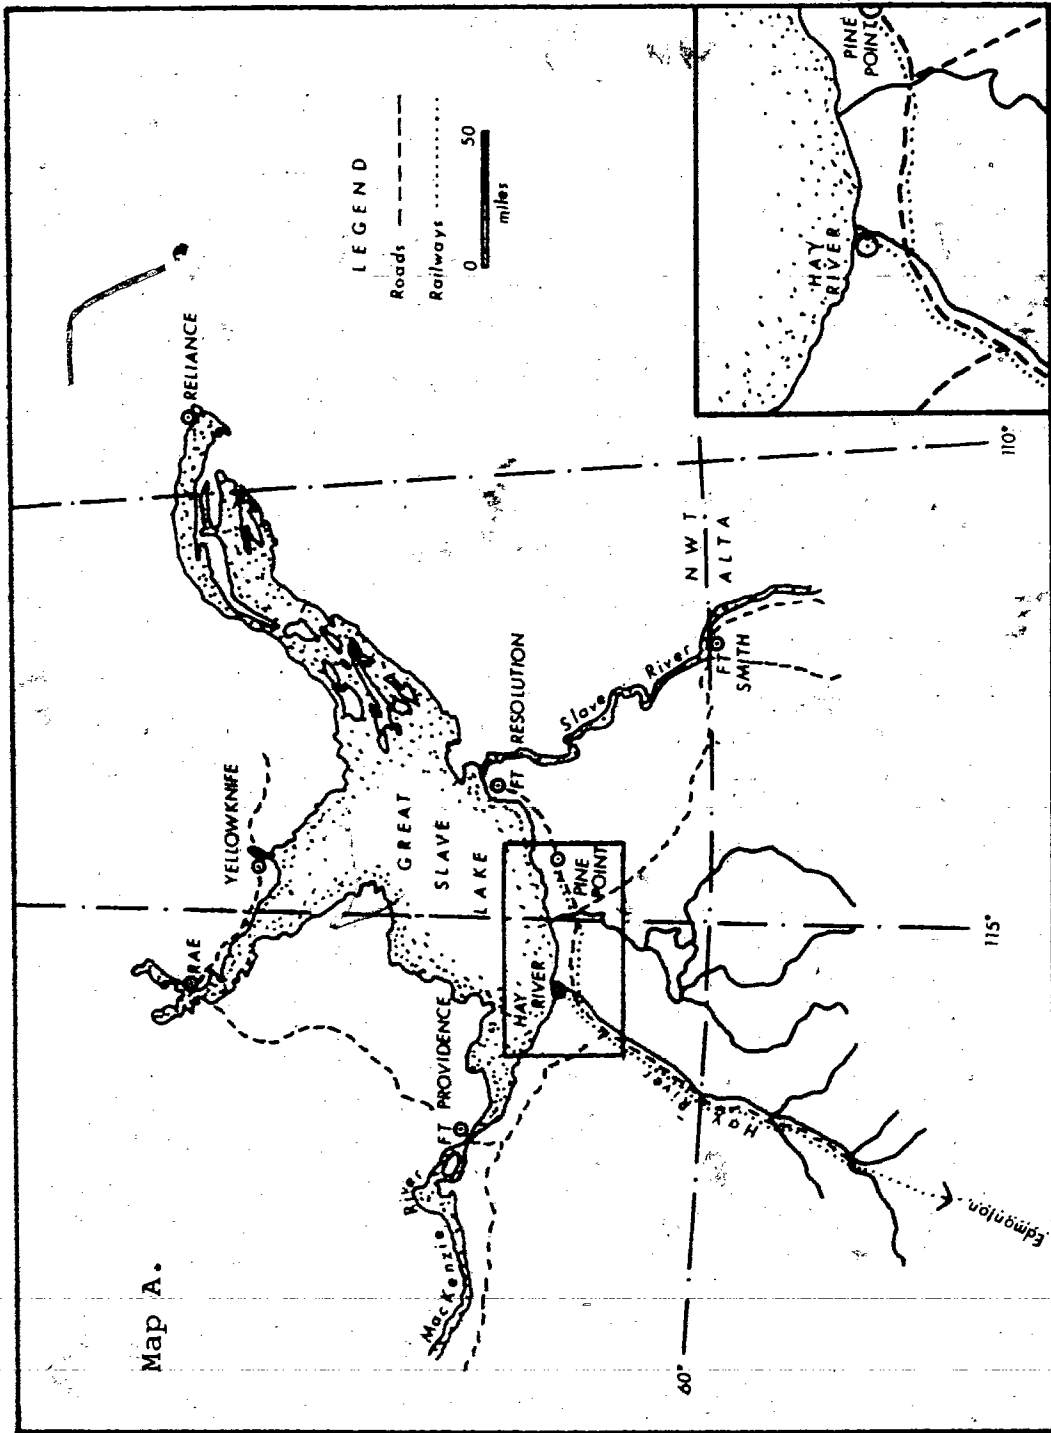 Map A.
LEGEND
Roads
Railways
0 50
miles
RELIANCE
YELLOWKNIFE
RAE
GREAT
SLAVE
LAKE
FT RESOLUTION
Slave River
FT PROVIDENCE
MacKenzie River
HAY
RIVER
PINE
POINT
NWT
ALTA
FT
SMITH
Hay River
Edmonton
60°
115°
110°
HAY
RIVER
PINE
POINT